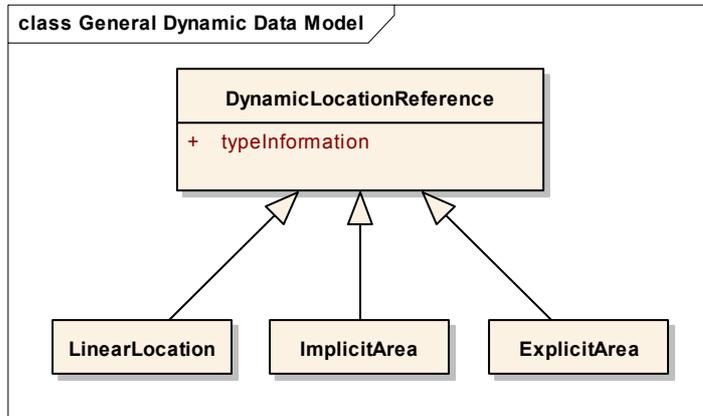 class General Dynamic Data Model
DynamicLocationReference
+ typeInformation
LinearLocation
ImplicitArea
ExplicitArea